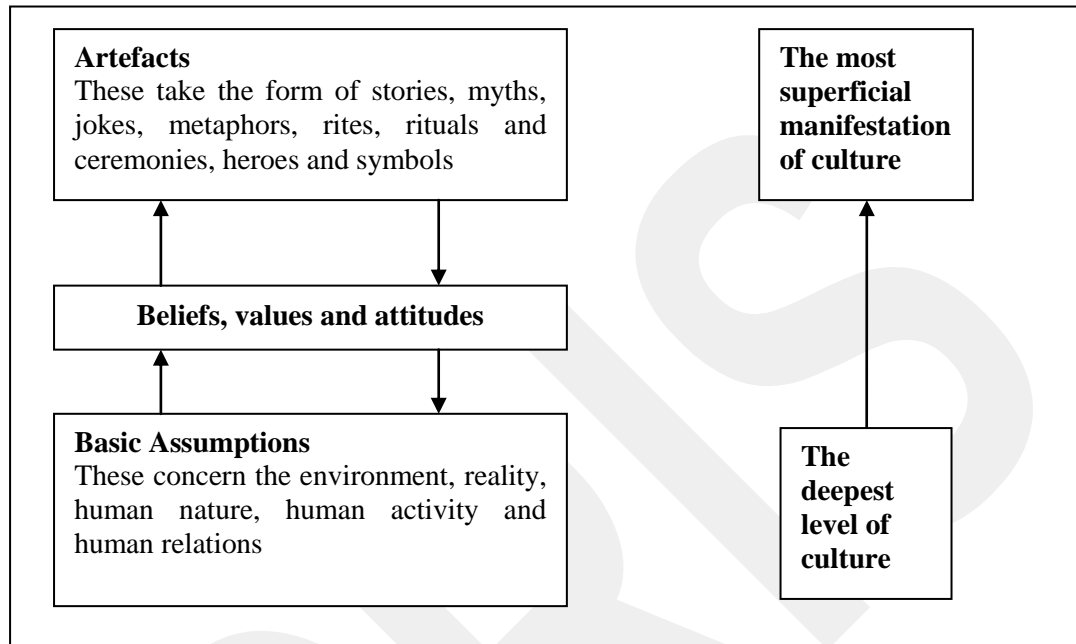 Artefacts
These take the form of stories, myths,
jokes, metaphors, rites, rituals and
ceremonies, heroes and symbols
The most
superficial
manifestation
of culture
Beliefs, values and attitudes
Basic Assumptions
These concern the environment, reality,
human nature, human activity and
human relations
The
deepest
level of
culture